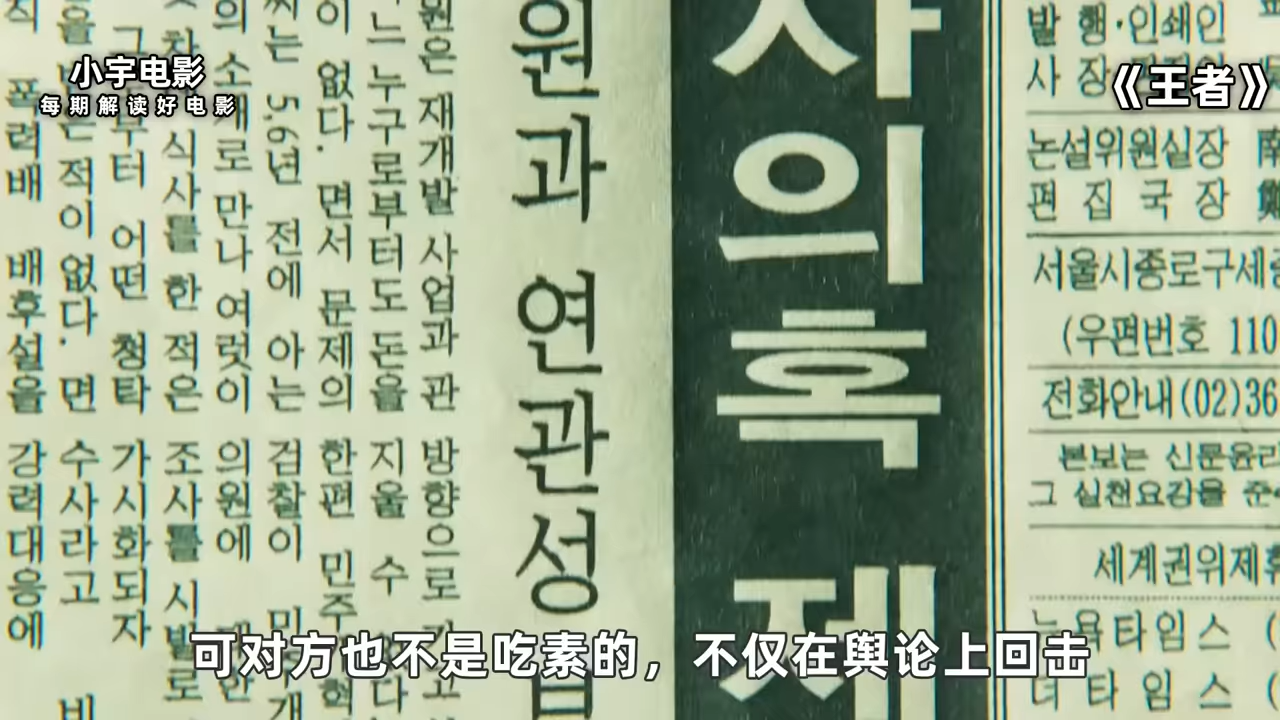 小宇电影
每期解读好电影
《王者》
발 행·인쇄인
사 장
논설위원실장 南
편 집 국 장 鄭
서울시종로구세종
(우편번호 110
전화안내(02)36
본보는 신문윤리
그 실천요강을 준수
세계권위제휴
뉴욕타임스 (
더 타 임 스 (
사의혹 제
원과 연관성
원은 재개발 사업과 관
방향으로
느 누구로부터도 돈을
지울 수
이 없다. 면서 문제의
한편 민주
씨는 5,6년 전에 아는
검찰이
의 소개로 만나 여럿이
의원에
식사를 한 적은
조사를 시발로
부터 어떤 청탁
가시화되자
은 적이 없다. 면
수사라고
폭력배 배후설을
강력대응에
可对方也不是吃素的，不仅在舆论上回击